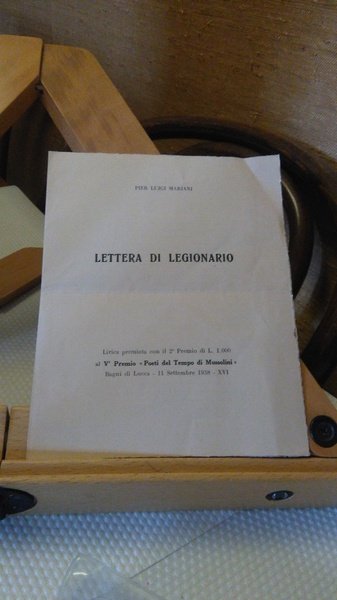 PIER LUIGI MARIANI
LETTERA DI LEGIONARIO
Lirica premiata con il 2° Premio di L. 1.000
al V° Premio «Poeti del Tempo di Mussolini»
Bagni di Lucca - 11 Settembre 1938 - XVI